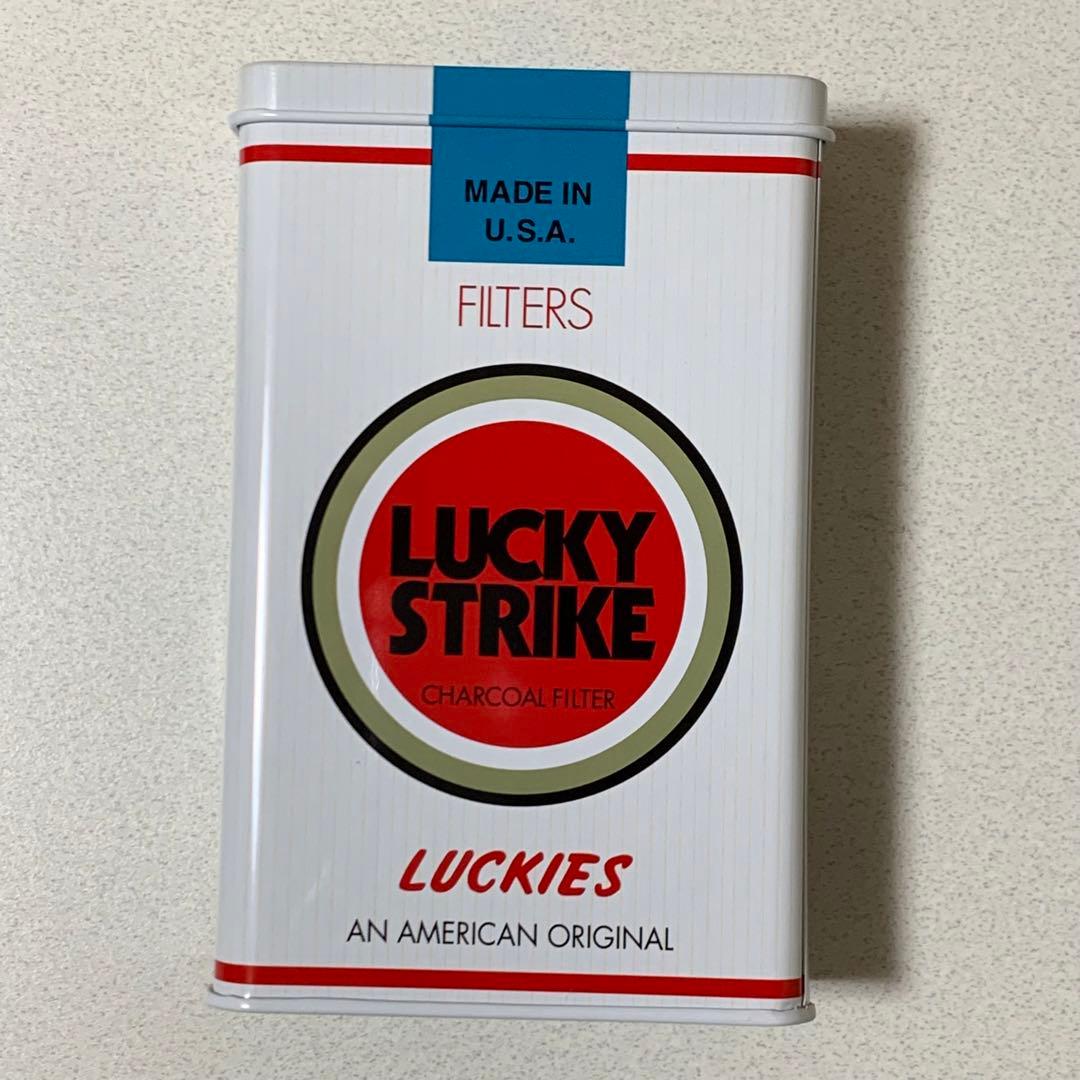 MADE IN
U.S.A.
FILTERS
LUCKY
STRIKE
CHARCOAL FILTER
LUCKIES
AN AMERICAN ORIGINAL